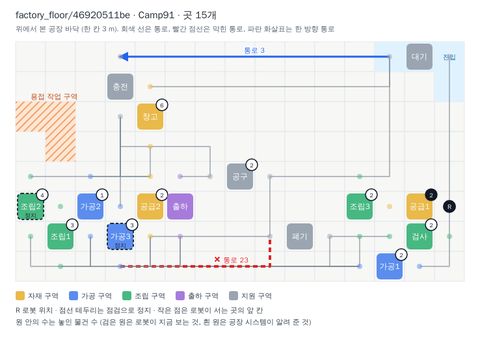 factory_floor/46920511be · Camp91 · 곳 15개
위에서 본 공장 바닥 (한 칸 3 m). 회색 선은 통로, 빨간 점선은 막힌 통로, 파란 화살표는 한 방향 통로
통로 3
대기
진입
충전
용접 작업 구역
창고
6
공구
2
조립2
4
정지
가공2
1
공급2
2
출하
조립3
2
공급1
2
R
조립1
3
가공3
3
정지
폐기
검사
2
통로 23
가공1
2
자재 구역
가공 구역
조립 구역
출하 구역
지원 구역
R 로봇 위치 · 점선 테두리는 점검으로 정지 · 작은 점은 로봇이 서는 곳의 앞 칸
원 안의 수는 놓인 물건 수 (검은 원은 로봇이 지금 보는 것, 흰 원은 공장 시스템이 알려 준 것)